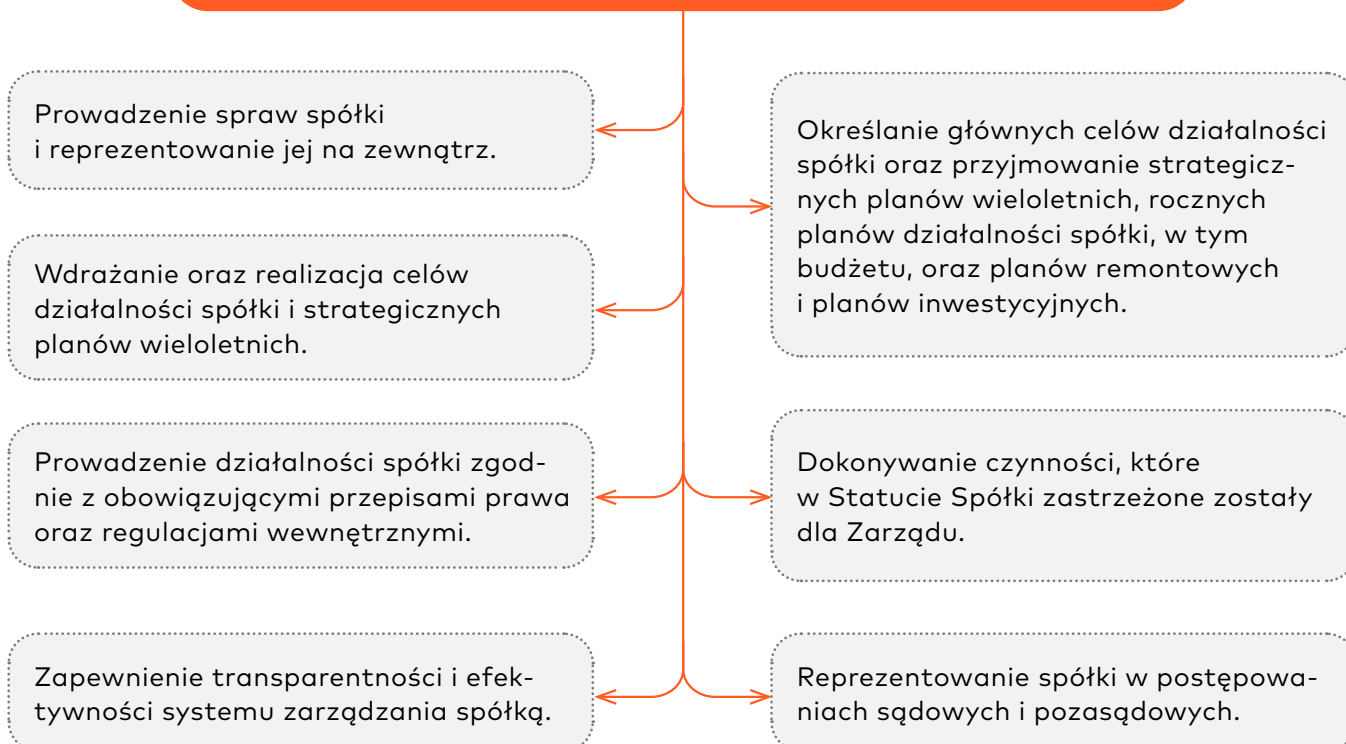 Prowadzenie spraw spółki
i reprezentowanie jej na zewnątrz.
Wdrażanie oraz realizacja celów
działalności spółki i strategicznych
planów wieloletnich.
Prowadzenie działalności spółki zgod-
nie z obowiązującymi przepisami prawa
oraz regulacjami wewnętrznymi.
Zapewnienie transparentności i efek-
tywności systemu zarządzania spółką.
Określanie głównych celów działalności
spółki oraz przyjmowanie strategicz-
nych planów wieloletnich, rocznych
planów działalności spółki, w tym
budżetu, oraz planów remontowych
i planów inwestycyjnych.
Dokonywanie czynności, które
w Statucie Spółki zastrzeżone zostały
dla Zarządu.
Reprezentowanie spółki w postępowa-
niach sądowych i pozasądowych.